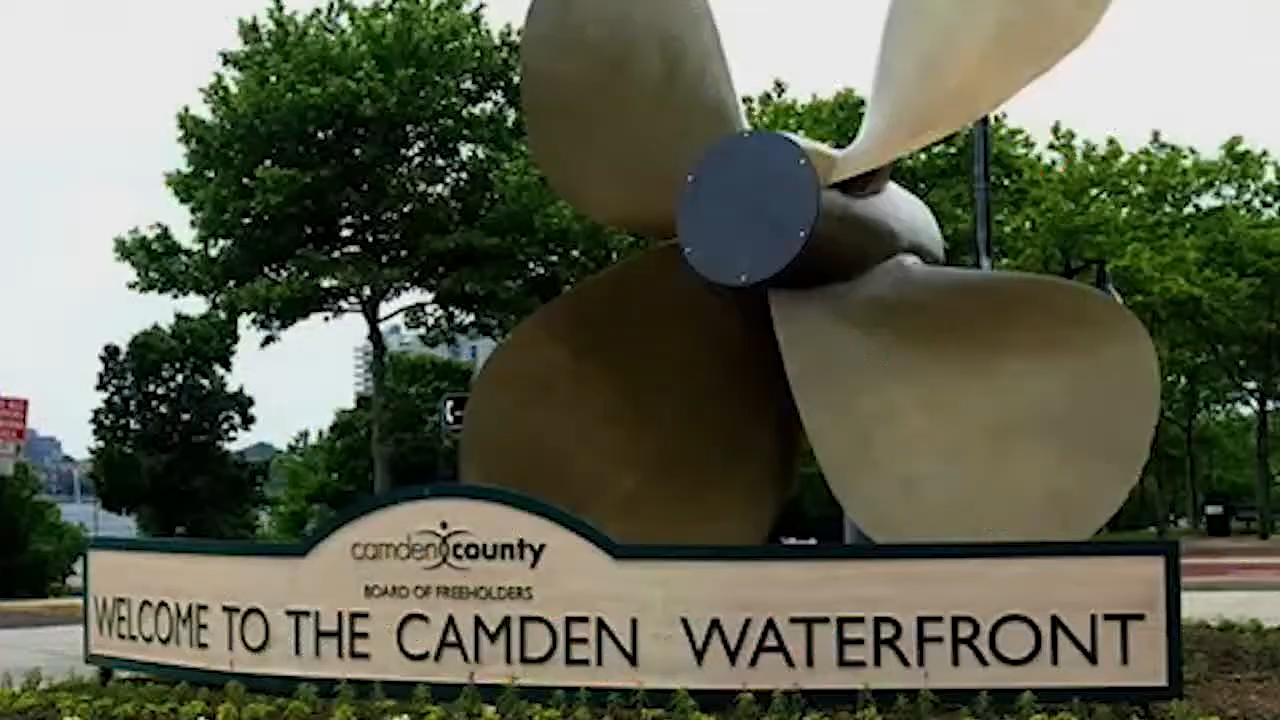 camden county
BOARD OF FREEHOLDERS
WELCOME TO THE CAMDEN WATERFRONT